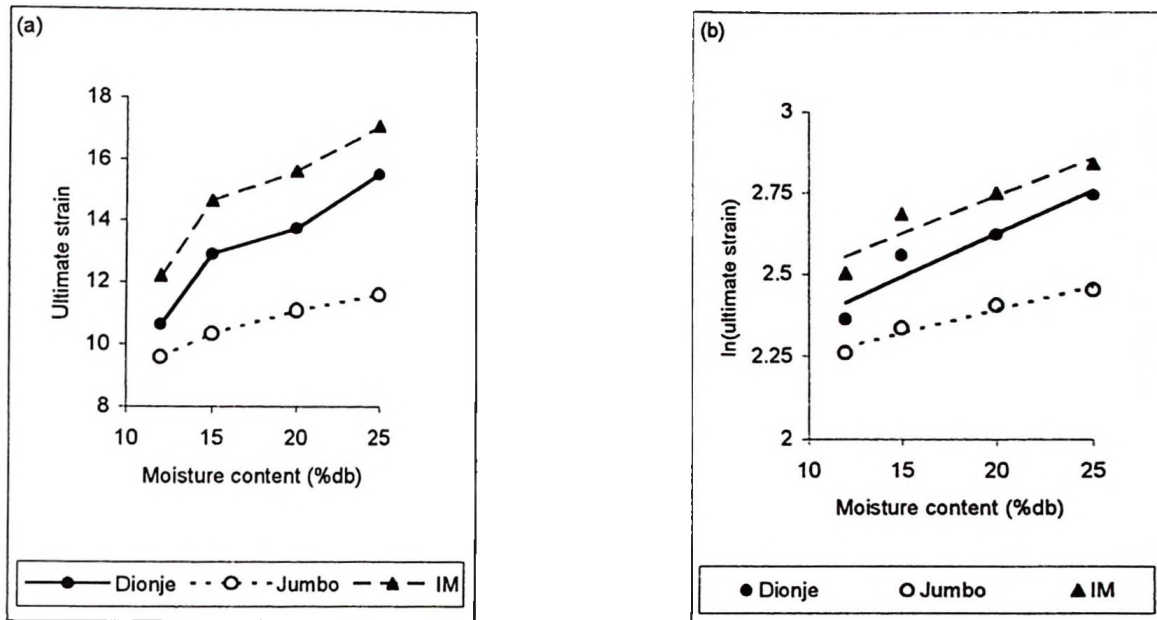 (a)
Ultimate strain
18
16
14
12
10
8
10 15 20 25
Moisture content (%db)
Dionje Jumbo IM
(b)
ln(ultimate strain)
3
2.75
2.5
2.25
2
10 15 20 25
Moisture content (%db)
Dionje Jumbo IM